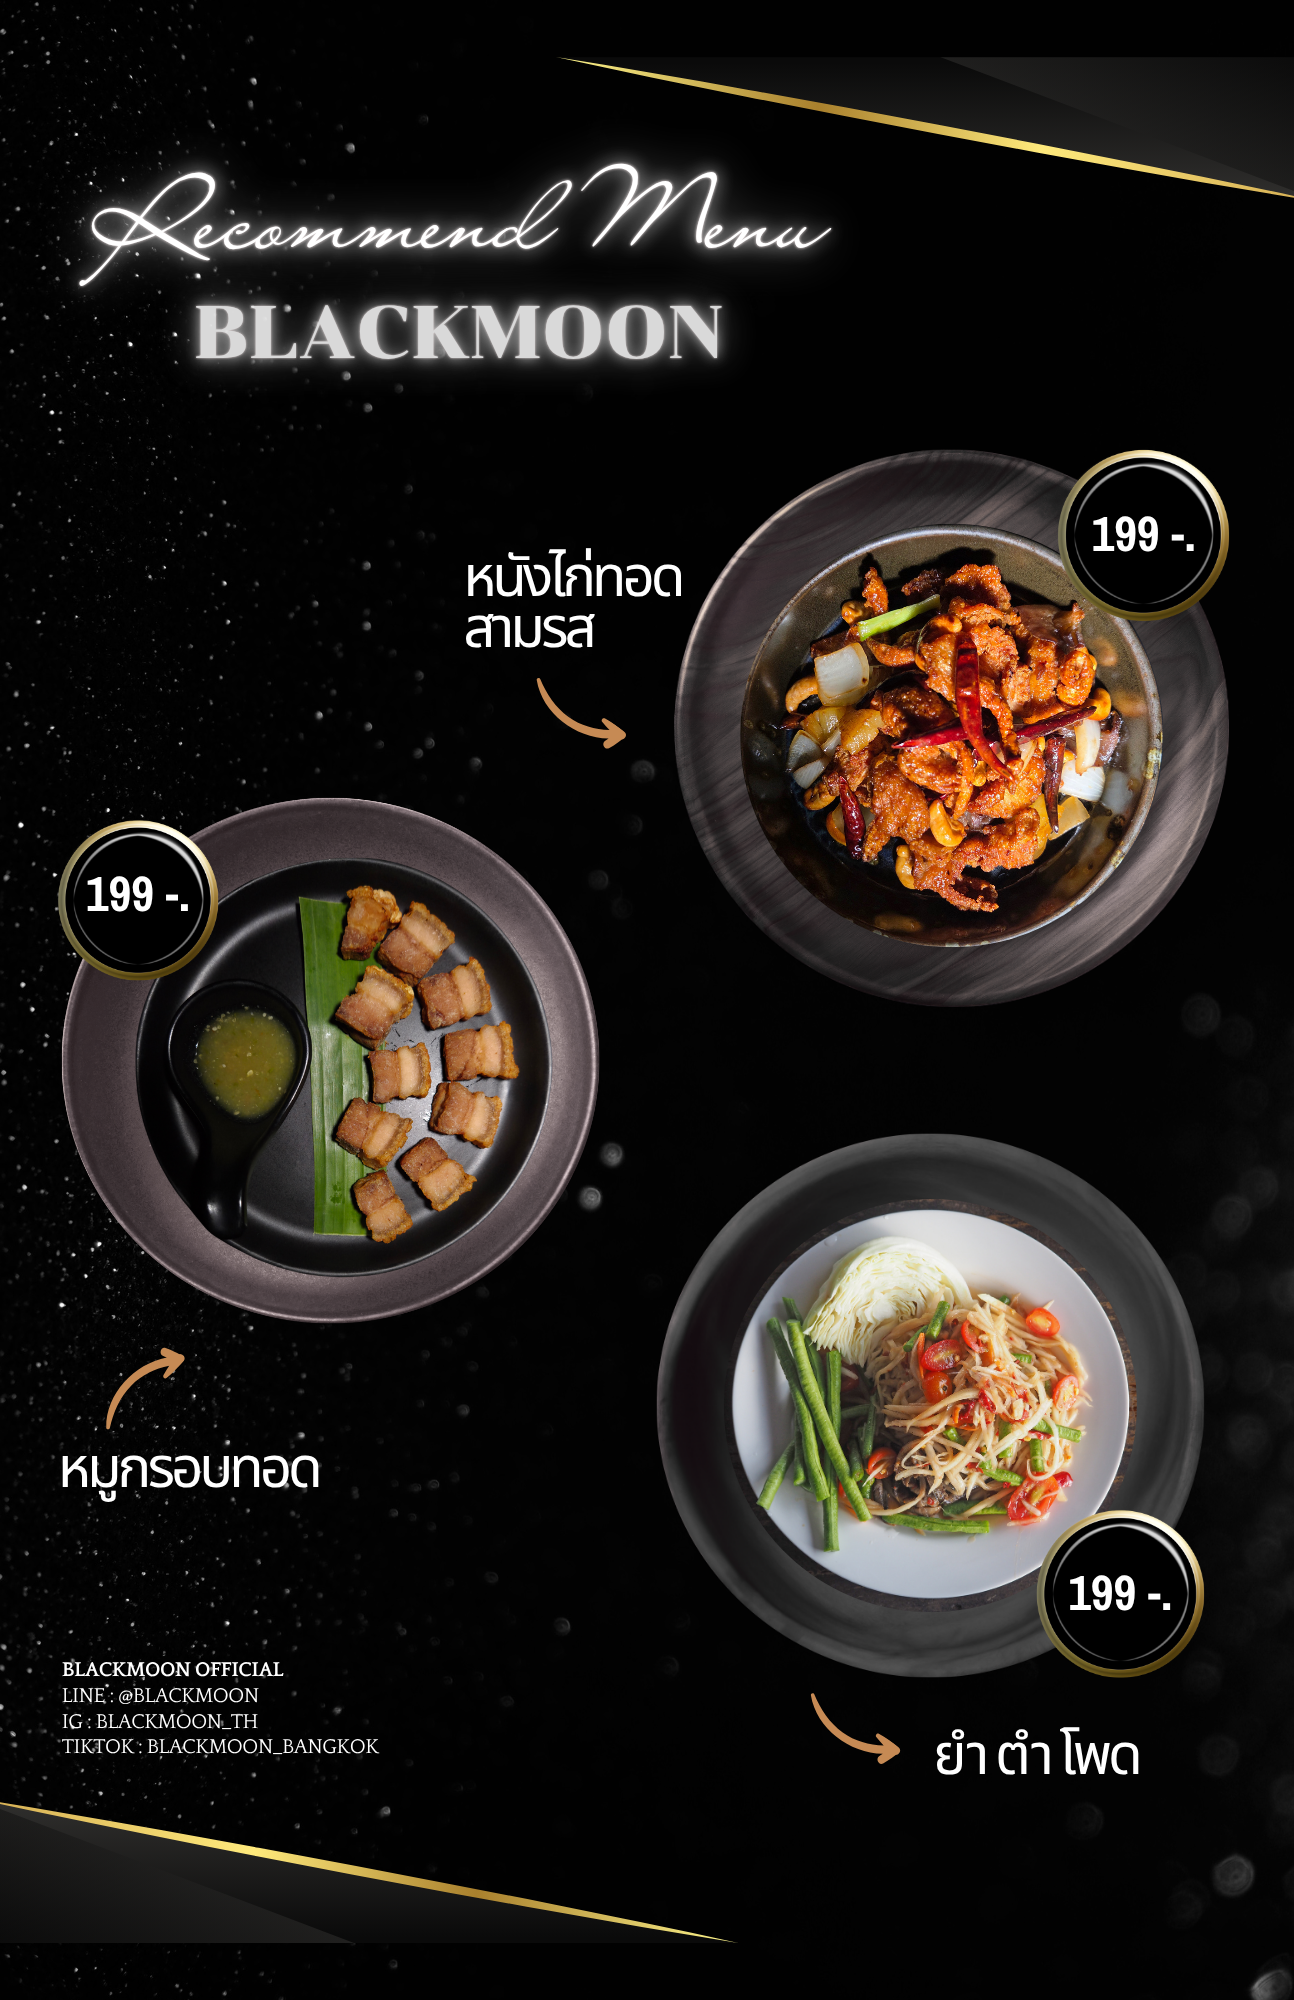 Recommend Menu
BLACKMOON
199 -.
หนังไก่ทอด
สามรส
199 -.
หมูกรอบทอด
199 -.
ยำ ตำ โพด
BLACKMOON OFFICIAL
LINE : @BLACKMOON
IG : BLACKMOON_TH
TIKTOK : BLACKMOON_BANGKOK